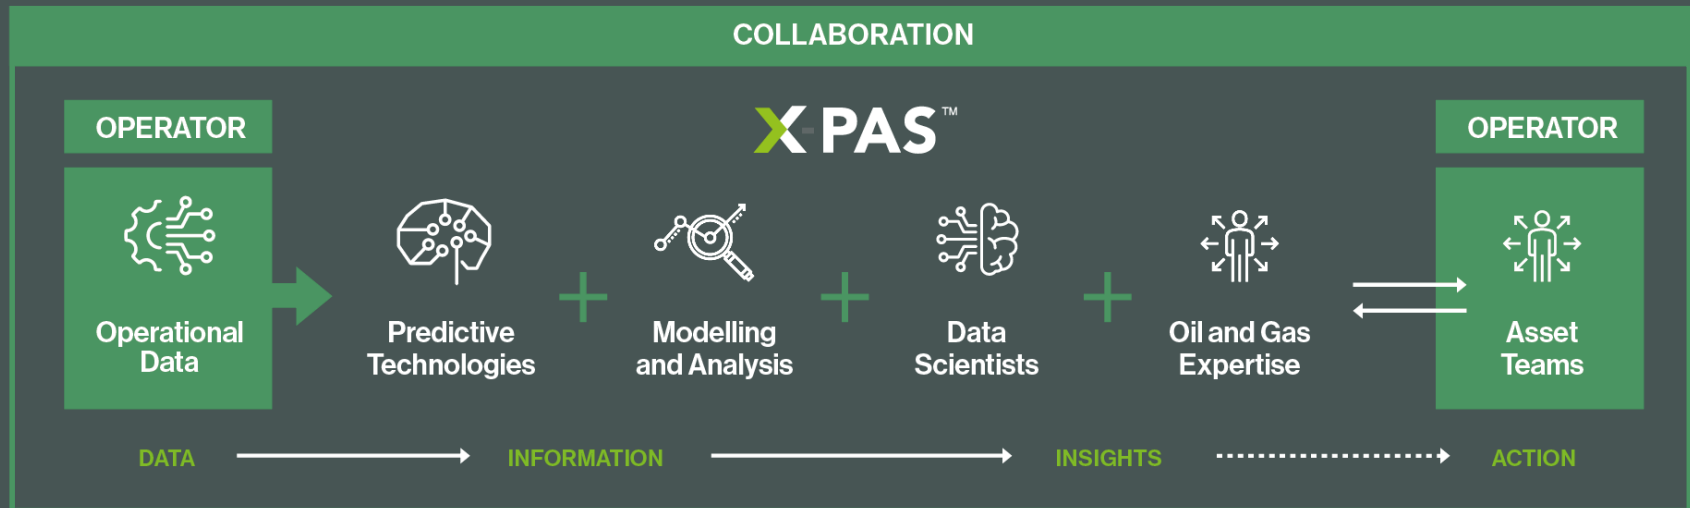 COLLABORATION
OPERATOR
X-PAS™
OPERATOR
Operational
Data
Predictive
Technologies
Modelling
and Analysis
Data
Scientists
Oil and Gas
Expertise
Asset
Teams
DATA
INFORMATION
INSIGHTS
ACTION